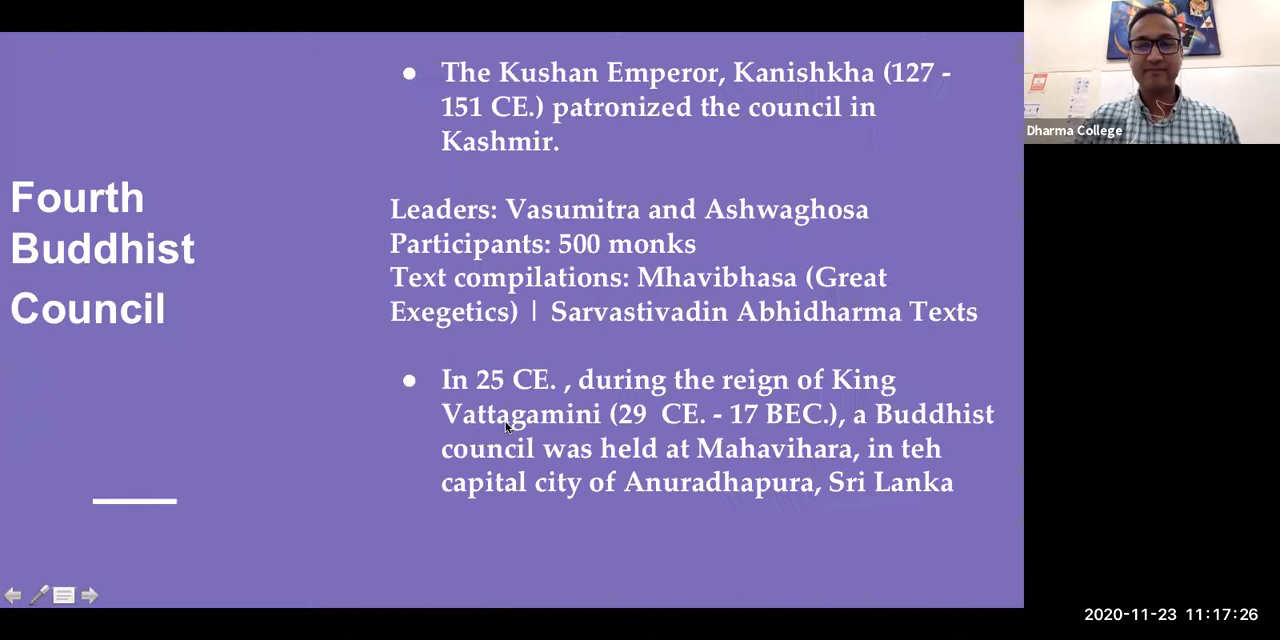 Fourth
Buddhist
Council
● The Kushan Emperor, Kanishkha (127 -
151 CE.) patronized the council in
Kashmir.
Leaders: Vasumitra and Ashwaghosa
Participants: 500 monks
Text compilations: Mhavibhasa (Great
Exegetics) | Sarvastivadin Abhidharma Texts
● In 25 CE. , during the reign of King
Vattagamini (29 CE. - 17 BEC.), a Buddhist
council was held at Mahavihara, in teh
capital city of Anuradhapura, Sri Lanka
Dharma College
2020-11-23 11:17:26